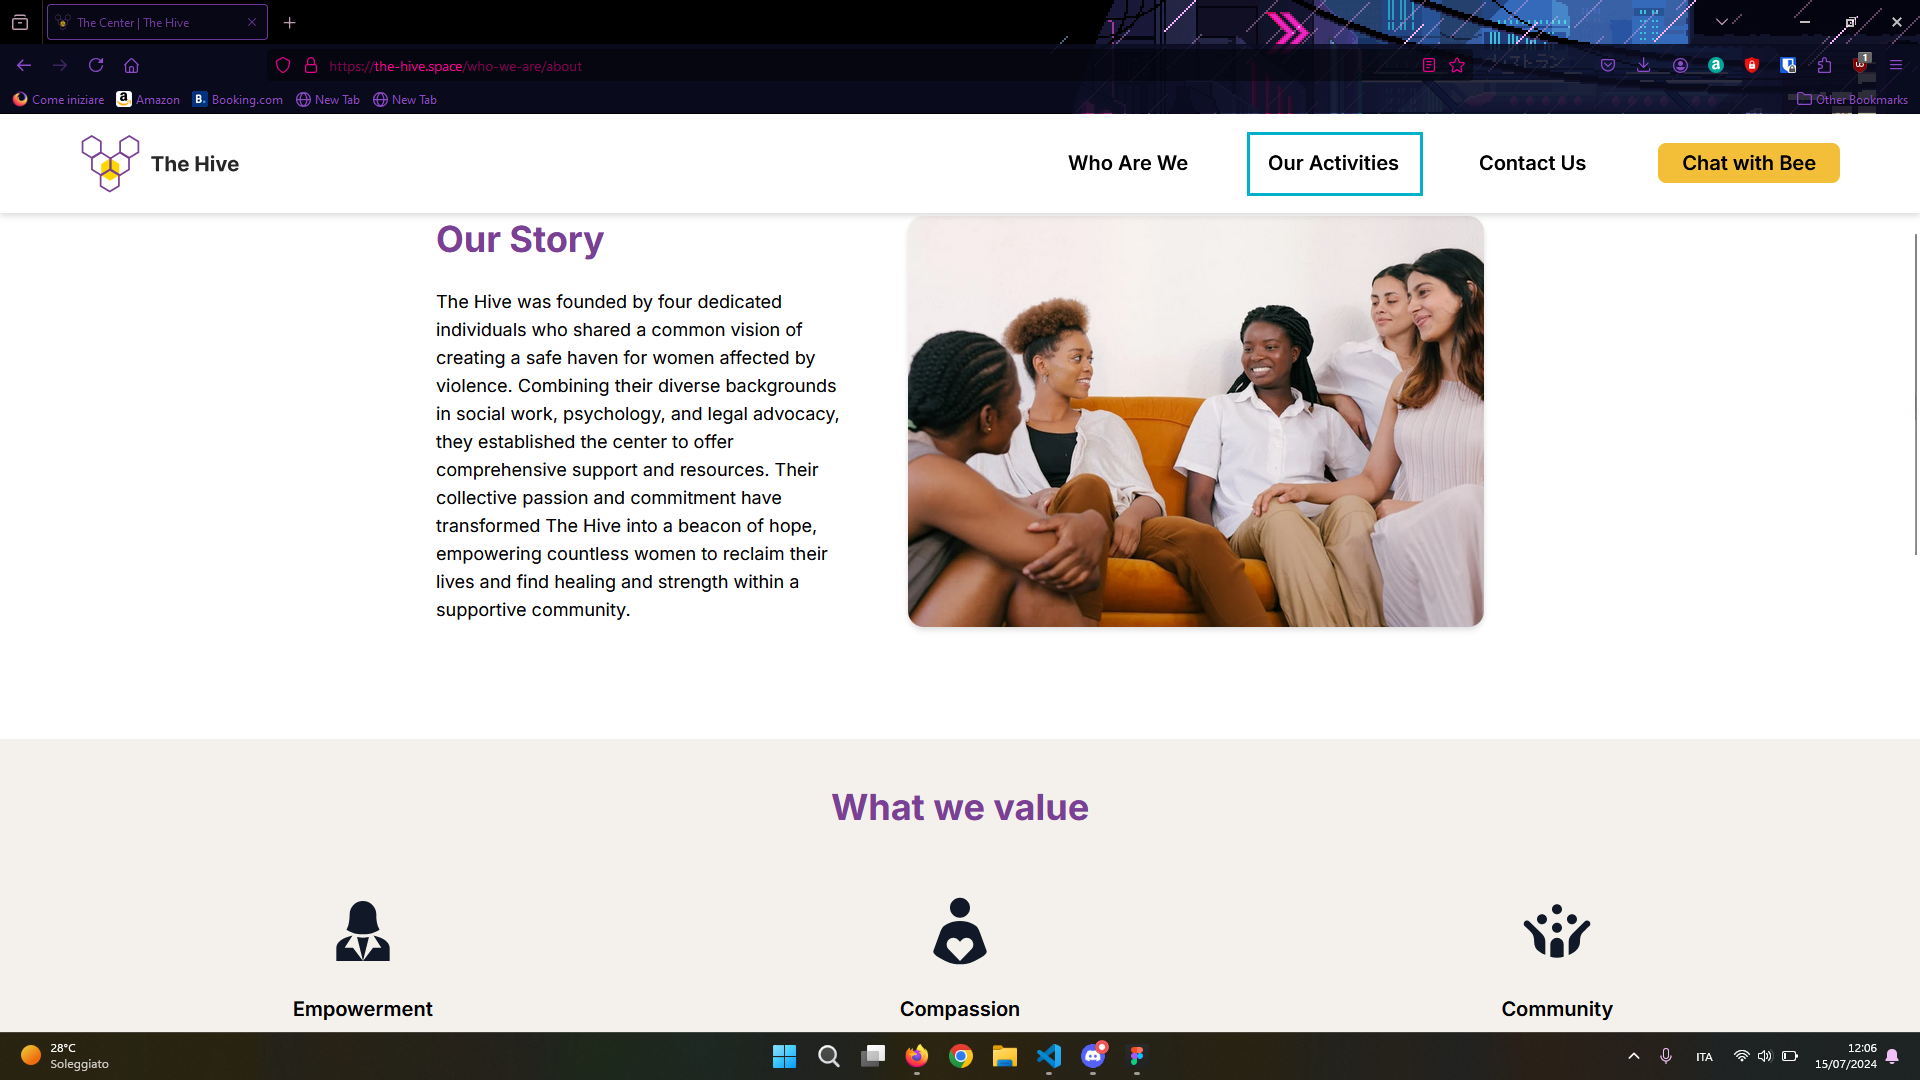 The Center | The Hive
https://the-hive.space/who-we-are/about
1
Come iniziare
Amazon
Booking.com
New Tab
New Tab
Other Bookmarks
The Hive
Who Are We
Our Activities
Contact Us
Chat with Bee
Our Story
The Hive was founded by four dedicated
individuals who shared a common vision of
creating a safe haven for women affected by
violence. Combining their diverse backgrounds
in social work, psychology, and legal advocacy,
they established the center to offer
comprehensive support and resources. Their
collective passion and commitment have
transformed The Hive into a beacon of hope,
empowering countless women to reclaim their
lives and find healing and strength within a
supportive community.
What we value
Empowerment
Compassion
Community
28°C
Soleggiato
ITA
12:06
15/07/2024